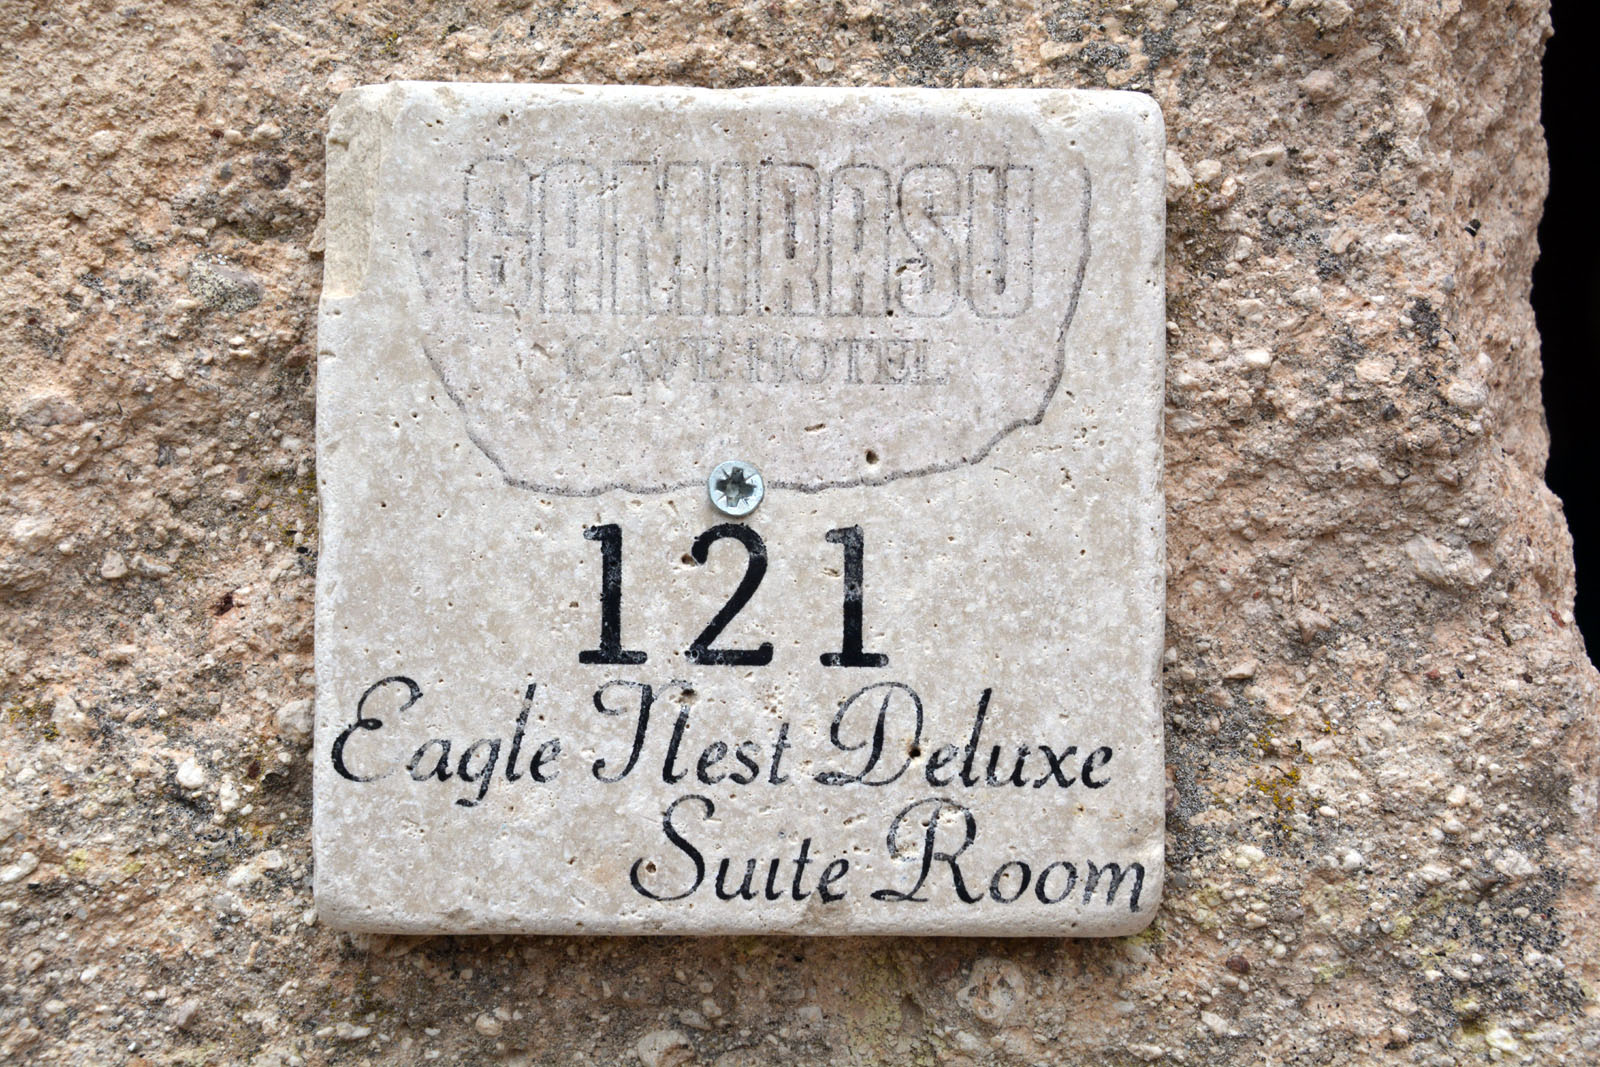 GAMIRASU
CAVE HOTEL
121
Eagle Nest Deluxe
Suite Room